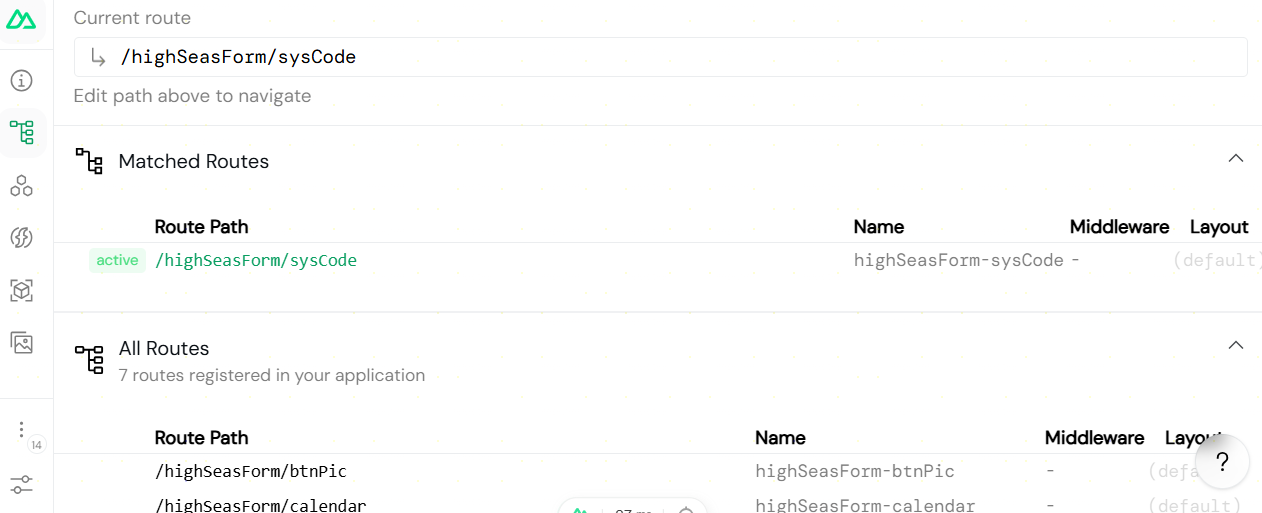 Current route
/highSeasForm/sysCode
Edit path above to navigate
Matched Routes
Route Path Name Middleware Layout
active /highSeasForm/sysCode highSeasForm-sysCode - (default)
All Routes
7 routes registered in your application
Route Path Name Middleware Layout
/highSeasForm/btnPic highSeasForm-btnPic - (defa
14
?
/highSeasForm/calendar highSeasForm-calendar - (default)